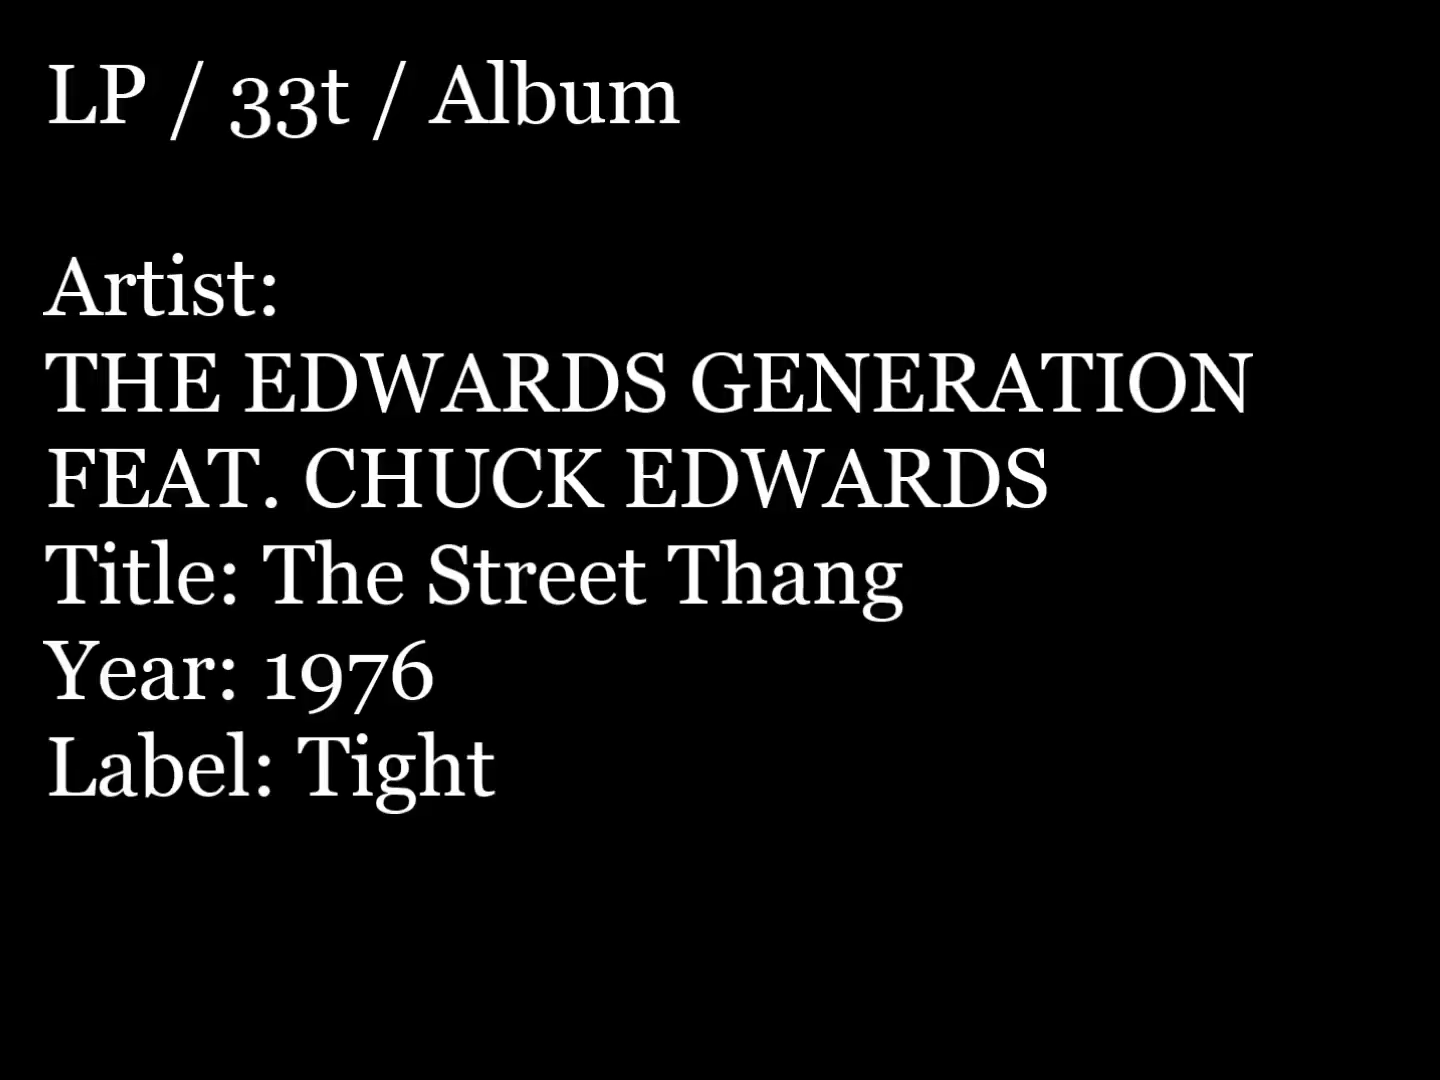 LP / 33t / Album
Artist:
THE EDWARDS GENERATION
FEAT. CHUCK EDWARDS
Title: The Street Thang
Year: 1976
Label: Tight